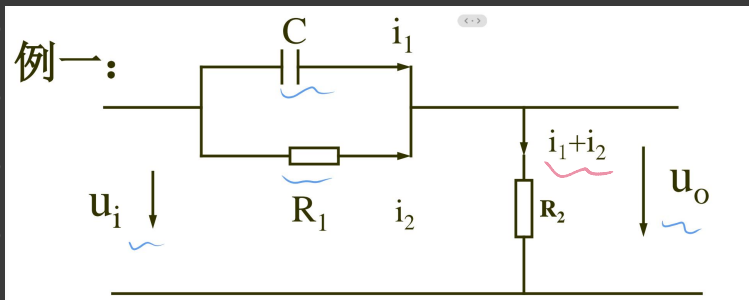 例一：
C
i₁
i₁+i₂
uᵢ
R₁
i₂
R₂
uₒ